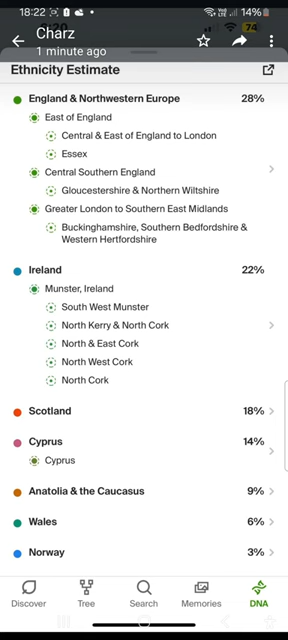 18:22
14%
Charz
1 minute ago
74
Ethnicity Estimate
England & Northwestern Europe 28%
East of England
Central & East of England to London
Essex
Central Southern England
Gloucestershire & Northern Wiltshire
Greater London to Southern East Midlands
Buckinghamshire, Southern Bedfordshire &
Western Hertfordshire
Ireland 22%
Munster, Ireland
South West Munster
North Kerry & North Cork
North & East Cork
North West Cork
North Cork
Scotland 18%
Cyprus 14%
Cyprus
Anatolia & the Caucasus 9%
Wales 6%
Norway 3%
Discover Tree Search Memories DNA